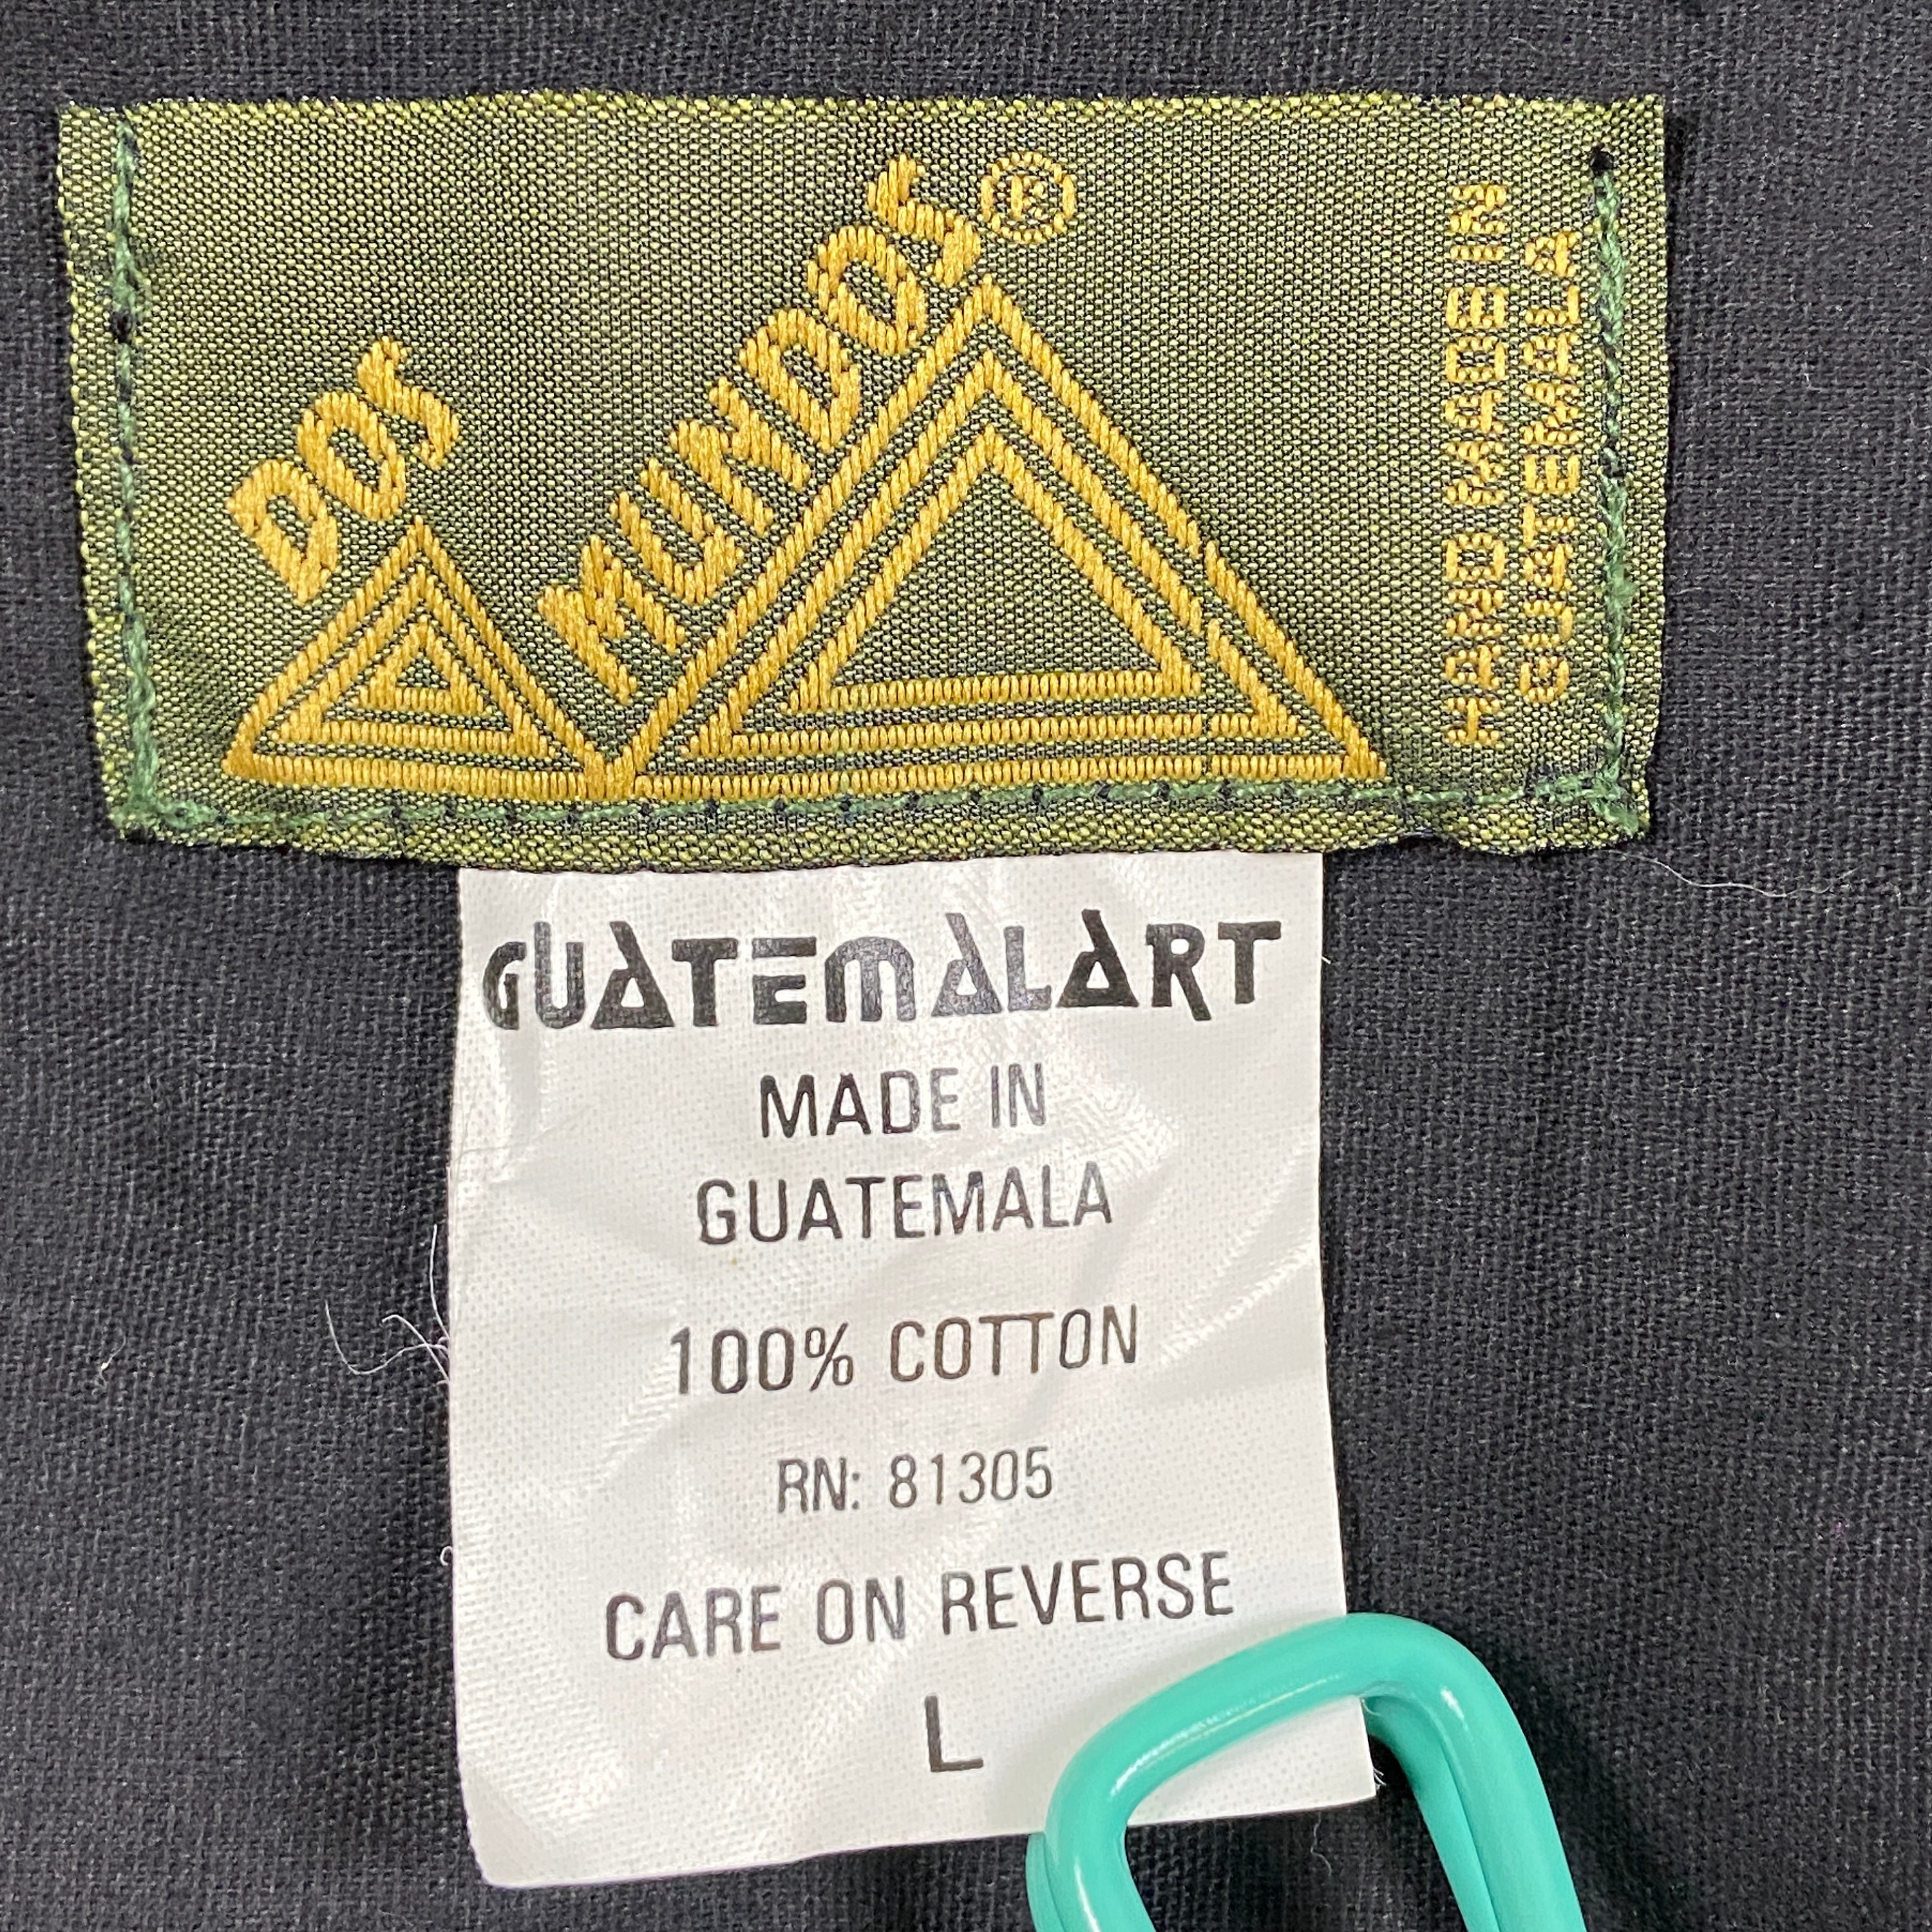 DOS
MUNDOS®
HAND MADE IN
GUATEMALA
GUATEMALART
MADE IN
GUATEMALA
100% COTTON
RN: 81305
CARE ON REVERSE
L